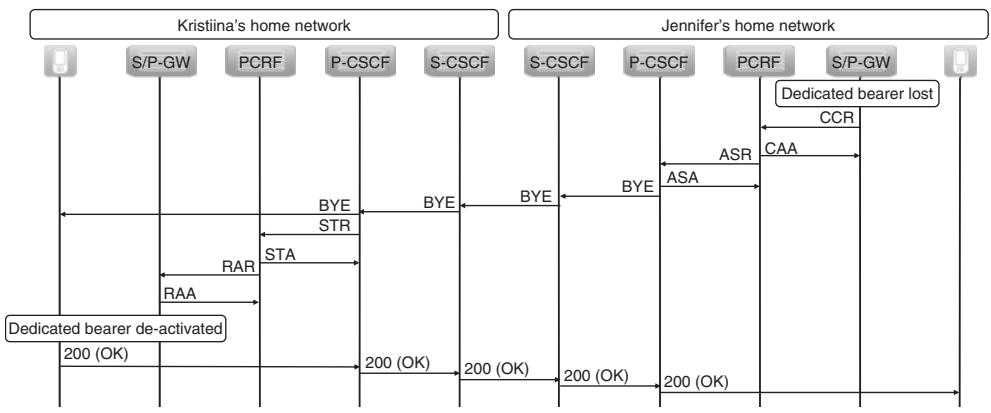 Kristiina's home network
Jennifer's home network
S/P-GW
PCRF
P-CSCF
S-CSCF
S-CSCF
P-CSCF
PCRF
S/P-GW
Dedicated bearer lost
CCR
ASR
CAA
ASA
BYE
BYE
BYE
BYE
STR
STA
RAR
RAA
Dedicated bearer de-activated
200 (OK)
200 (OK)
200 (OK)
200 (OK)
200 (OK)